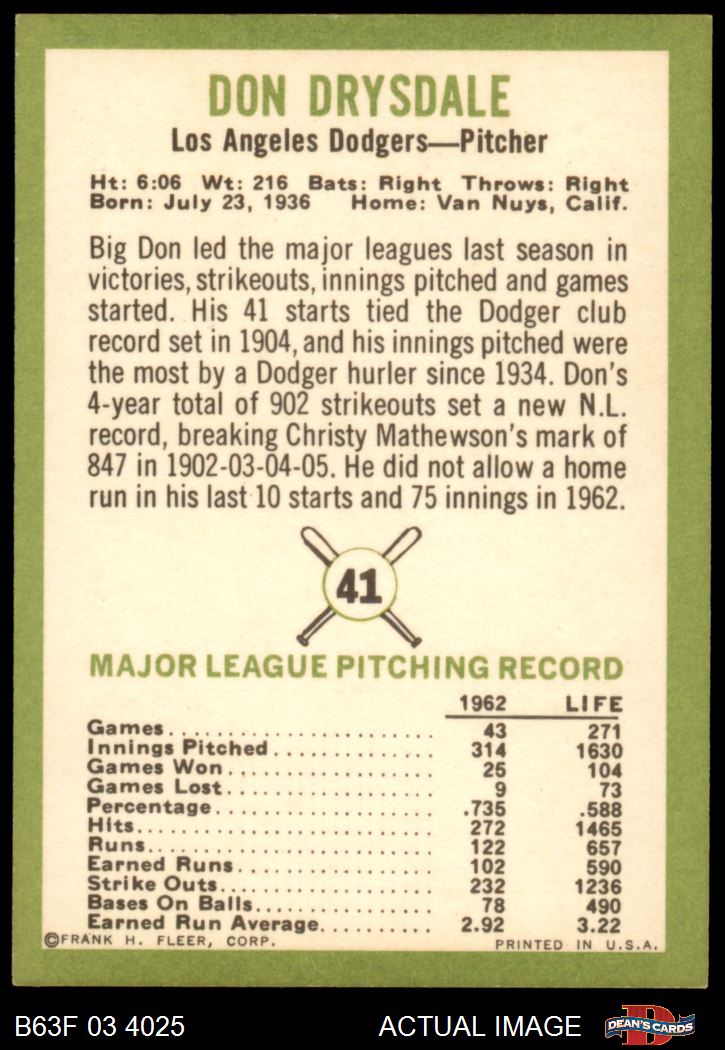 DON DRYSDALE
Los Angeles Dodgers—Pitcher
Ht: 6:06 Wt: 216 Bats: Right Throws: Right
Born: July 23, 1936 Home: Van Nuys, Calif.
Big Don led the major leagues last season in
victories, strikeouts, innings pitched and games
started. His 41 starts tied the Dodger club
record set in 1904, and his innings pitched were
the most by a Dodger hurler since 1934. Don's
4-year total of 902 strikeouts set a new N.L.
record, breaking Christy Mathewson's mark of
847 in 1902-03-04-05. He did not allow a home
run in his last 10 starts and 75 innings in 1962.
41
MAJOR LEAGUE PITCHING RECORD
1962 LIFE
Games 43 271
Innings Pitched 314 1630
Games Won 25 104
Games Lost 9 73
Percentage .735 .588
Hits 272 1465
Runs 122 657
Earned Runs 102 590
Strike Outs 232 1236
Bases On Balls 78 490
Earned Run Average 2.92 3.22
©FRANK H. FLEER, CORP. PRINTED IN U.S.A.
B63F 03 4025 ACTUAL IMAGE D DEAN'S CARDS